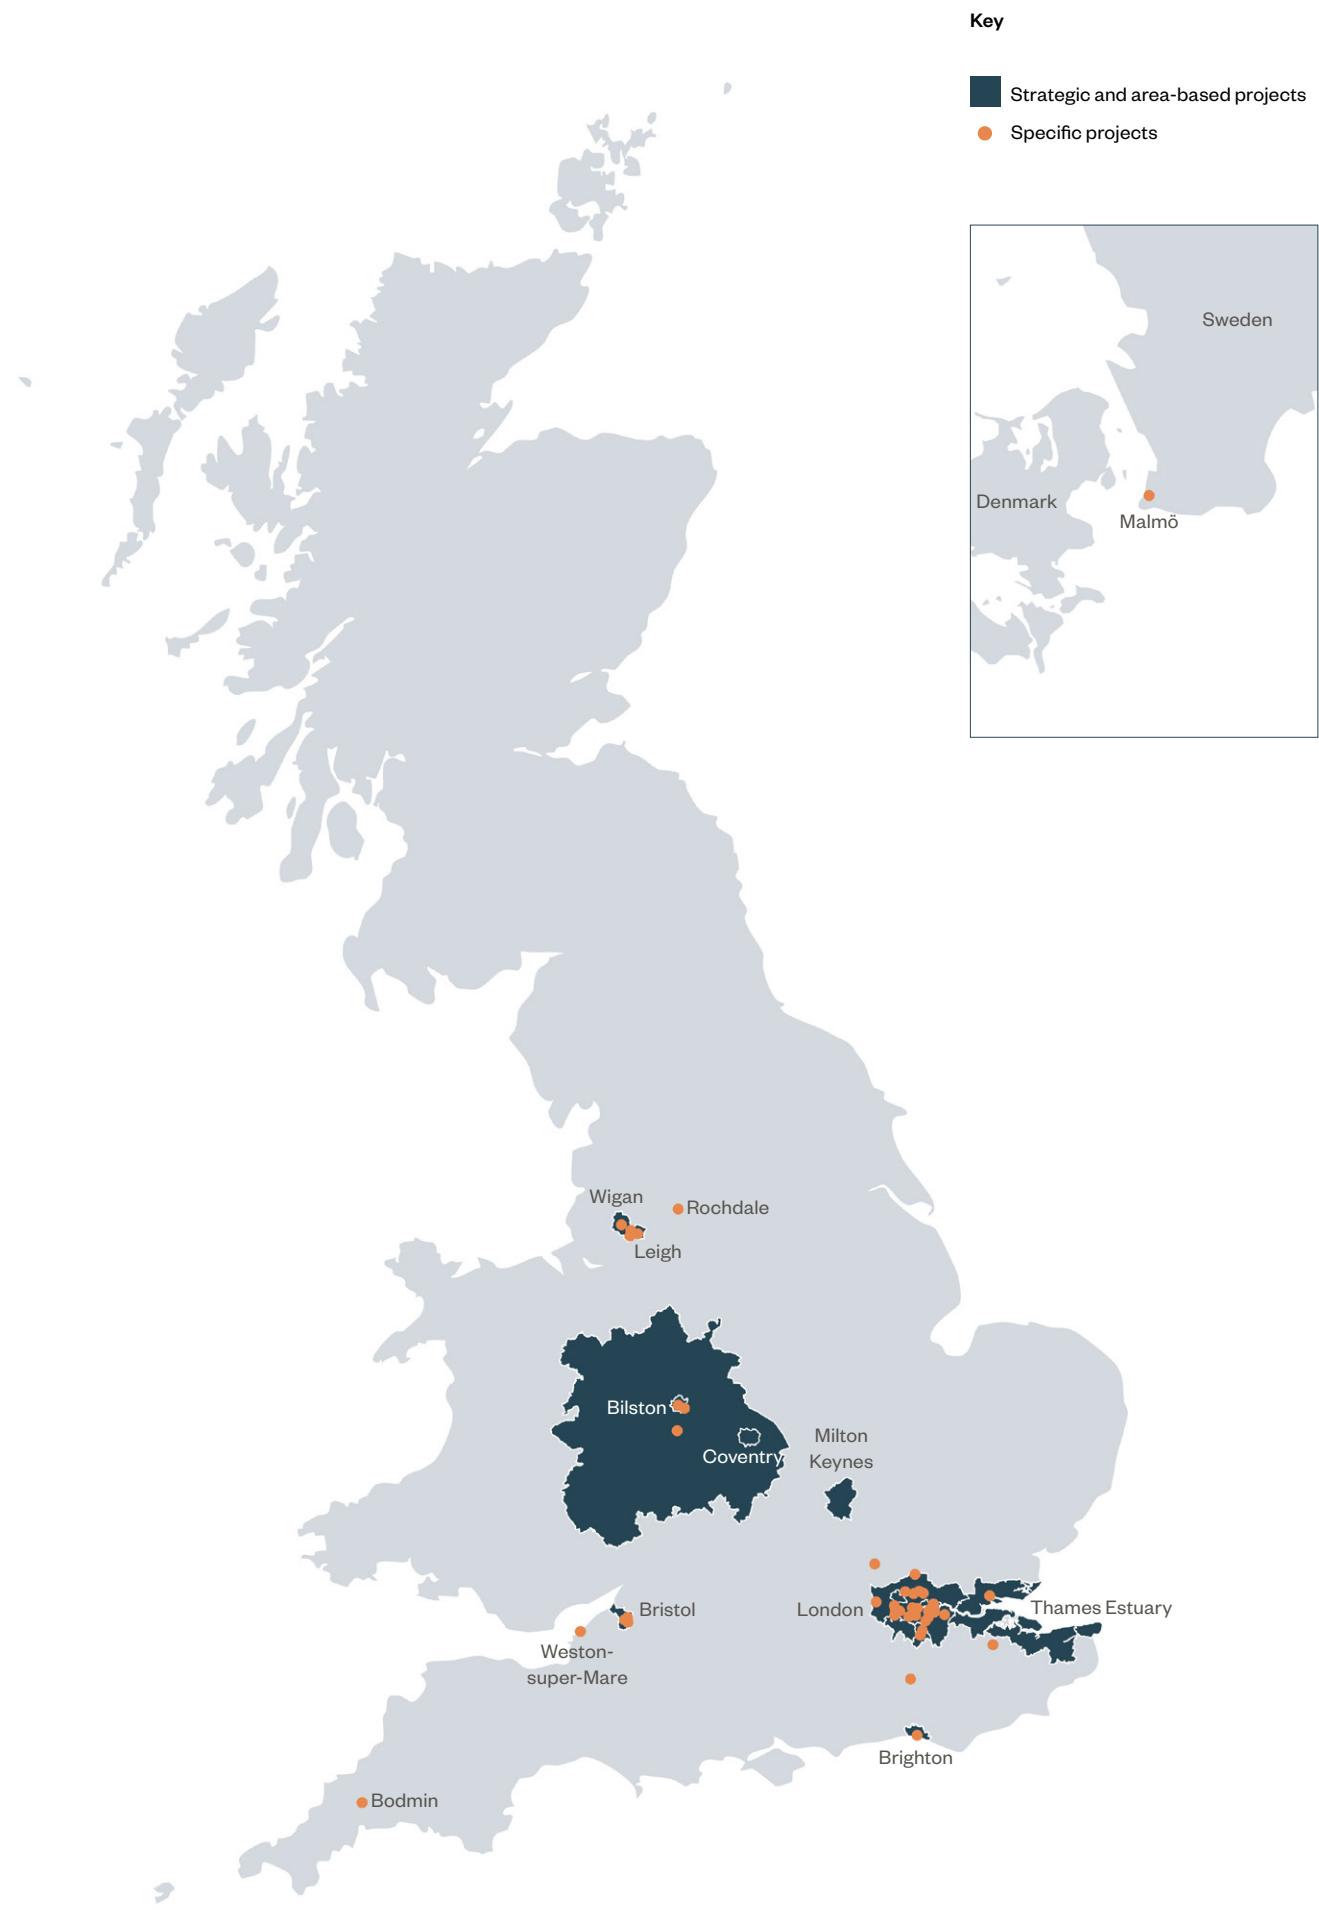 Key
Strategic and area-based projects
Specific projects
Sweden
Denmark
Malmö
Wigan
Rochdale
Leigh
Bilston
Coventry
Milton
Keynes
London
Thames Estuary
Bristol
Weston-
super-Mare
Brighton
Bodmin